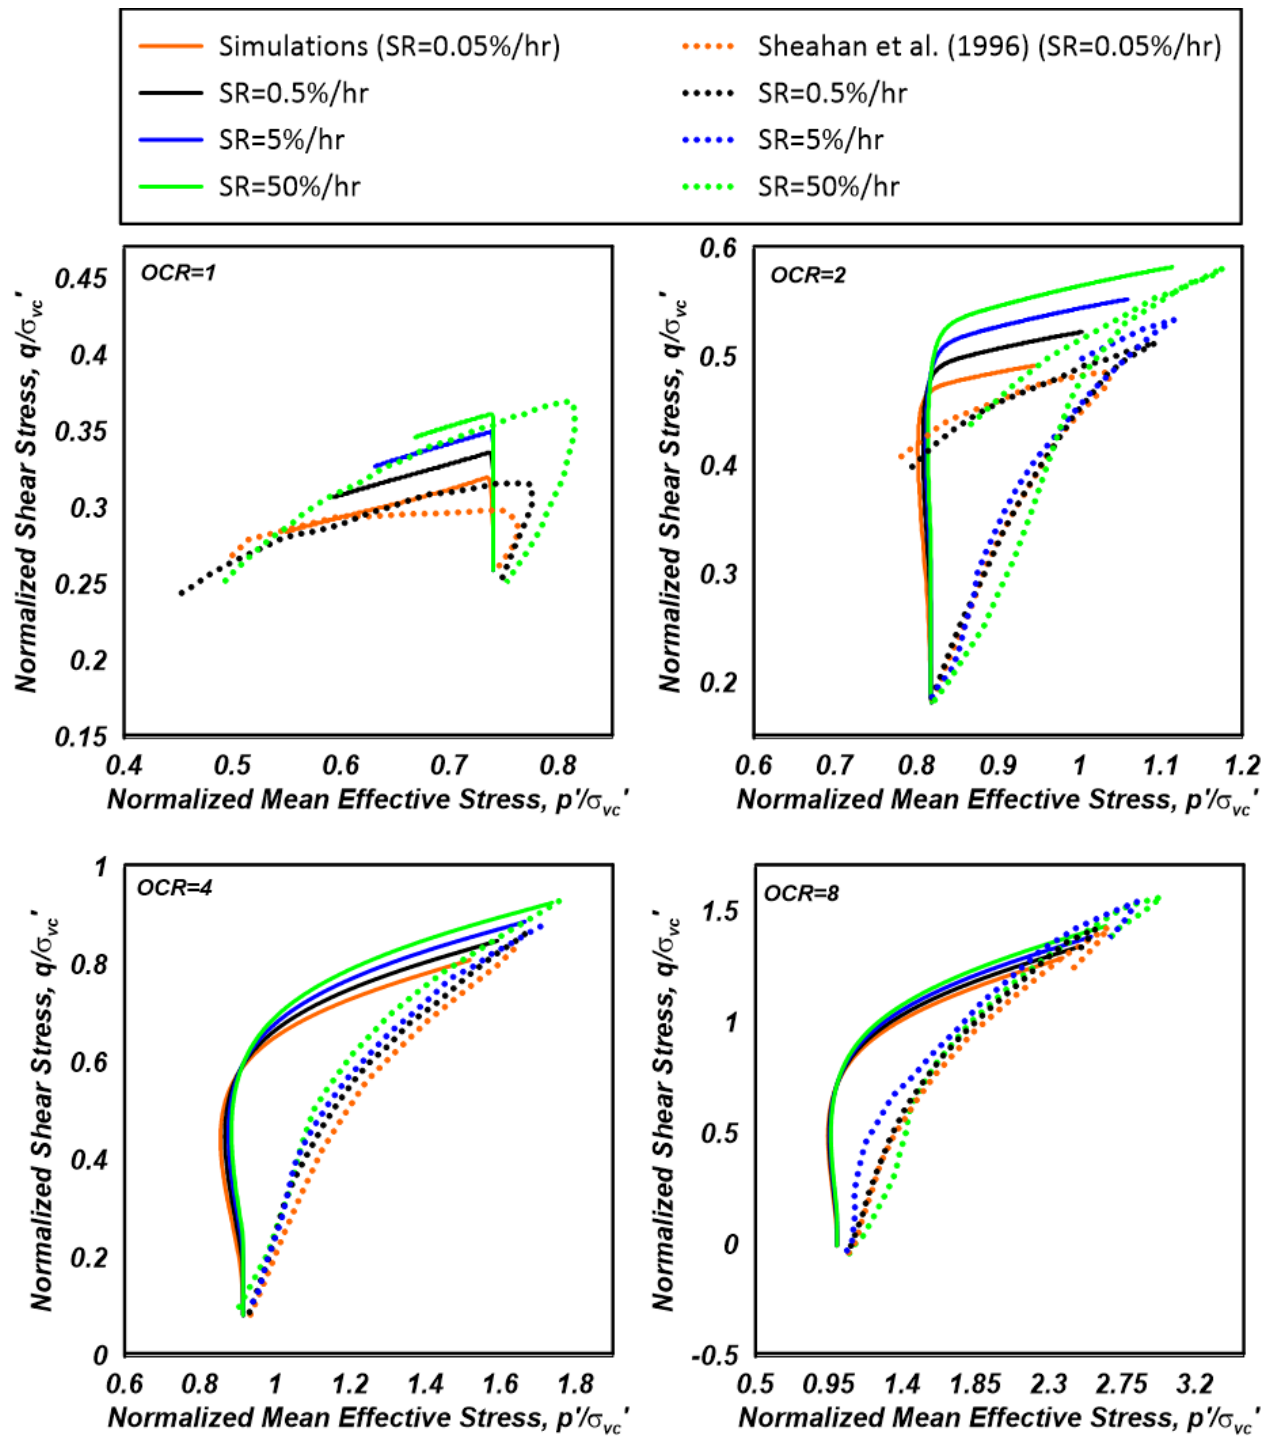 Simulations (SR=0.05%/hr)
Sheahan et al. (1996) (SR=0.05%/hr)
SR=0.5%/hr
SR=0.5%/hr
SR=5%/hr
SR=5%/hr
SR=50%/hr
SR=50%/hr
OCR=1
0.45
0.4
0.35
0.3
0.25
0.2
0.15
Normalized Shear Stress, q/σvc'
0.4 0.5 0.6 0.7 0.8
Normalized Mean Effective Stress, p'/σvc'
OCR=2
0.6
0.5
0.4
0.3
0.2
Normalized Shear Stress, q/σvc'
0.6 0.7 0.8 0.9 1 1.1 1.2
Normalized Mean Effective Stress, p'/σvc'
OCR=4
1
0.8
0.6
0.4
0.2
0
Normalized Shear Stress, q/σvc'
0.6 0.8 1 1.2 1.4 1.6 1.8
Normalized Mean Effective Stress, p'/σvc'
OCR=8
1.5
1
0.5
0
-0.5
Normalized Shear Stress, q/σvc'
0.5 0.95 1.4 1.85 2.3 2.75 3.2
Normalized Mean Effective Stress, p'/σvc'